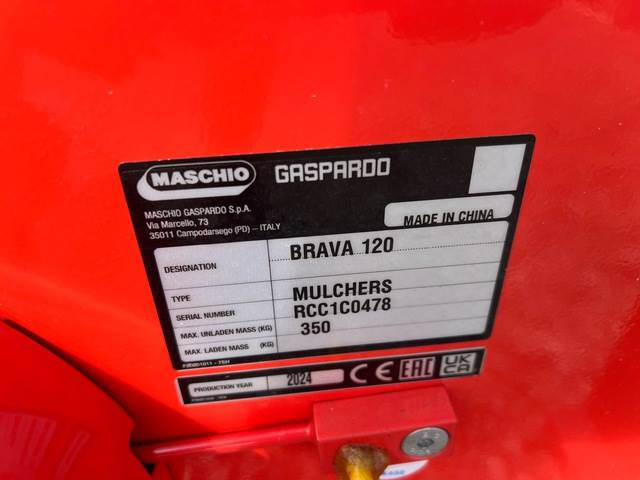 MASCHIO GASPARDO
MASCHIO GASPARDO S.p.A.
Via Marcello, 73
35011 Campodarsego (PD) – ITALY
MADE IN CHINA
DESIGNATION BRAVA 120
TYPE MULCHERS
SERIAL NUMBER RCC1C0478
MAX. UNLADEN MASS (KG) 350
MAX. LADEN MASS (KG)
PRODUCTION YEAR 2024 CE EAC UK CA